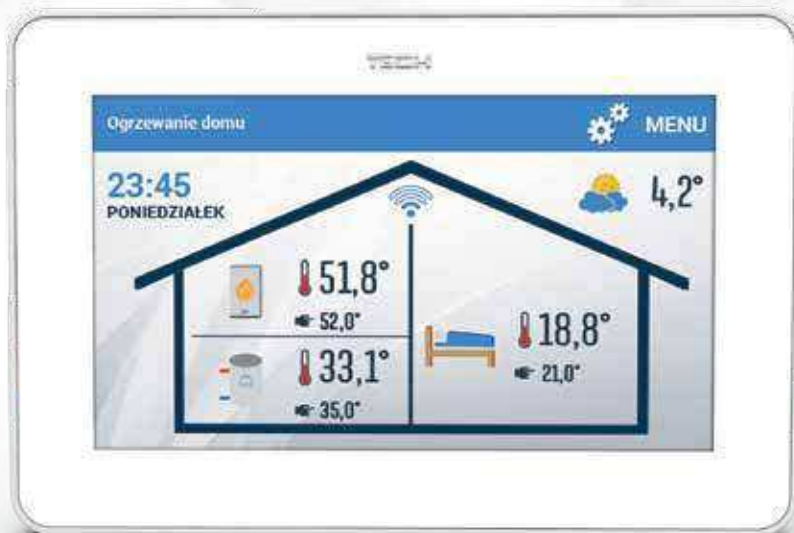 TECH
Ogrzewanie domu
MENU
23:45
PONIEDZIAŁEK
4,2°
51,8°
52,0°
33,1°
35,0°
18,8°
21,0°